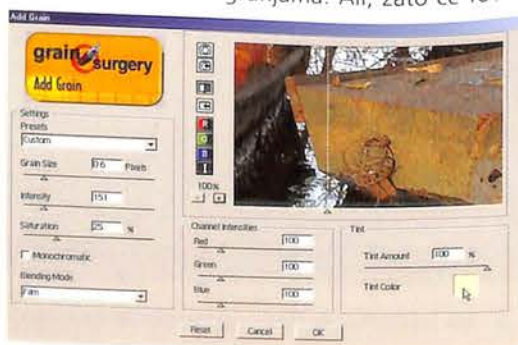 Add Grain
grain surgery
Add Grain
Settings
Presets
Custom
Grain Size 0.6 Pixels
Intensity 151
Saturation 25 %
Monochromatic
Blending Mode
Film
R
G
B
100%
- +
Channel Intensities
Red 100
Green 100
Blue 100
Tint
Tint Amount 100 %
Tint Color
Reset Cancel OK